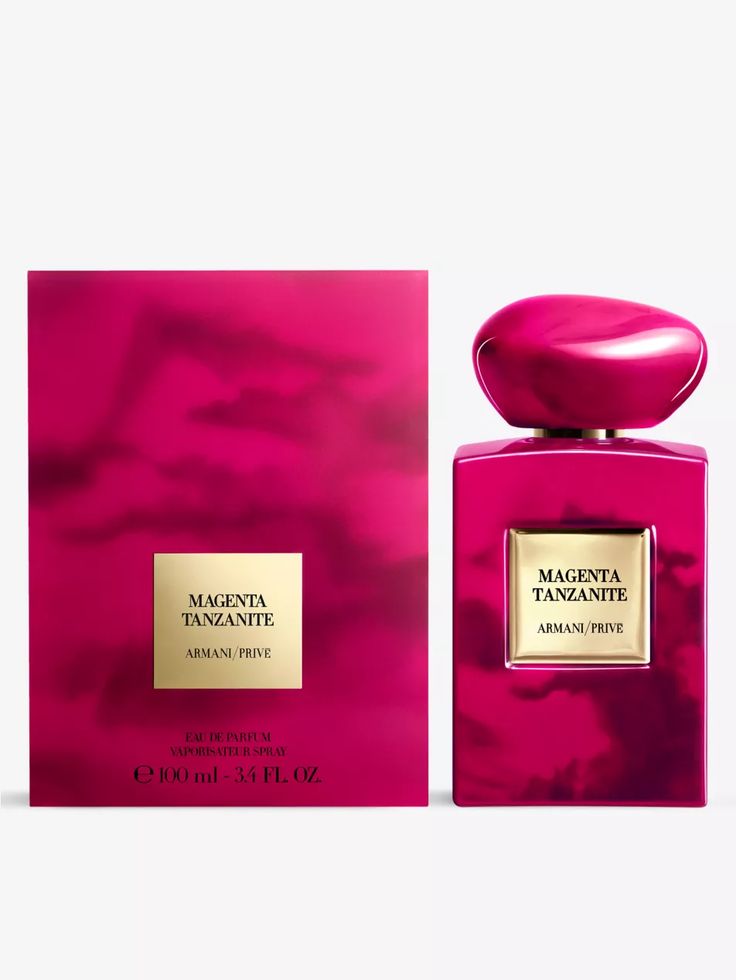 MAGENTA
TANZANITE
ARMANI/PRIVE
EAU DE PARFUM
VAPORISATEUR SPRAY
℮ 100 ml - 3.4 FL. OZ.
MAGENTA
TANZANITE
ARMANI/PRIVE